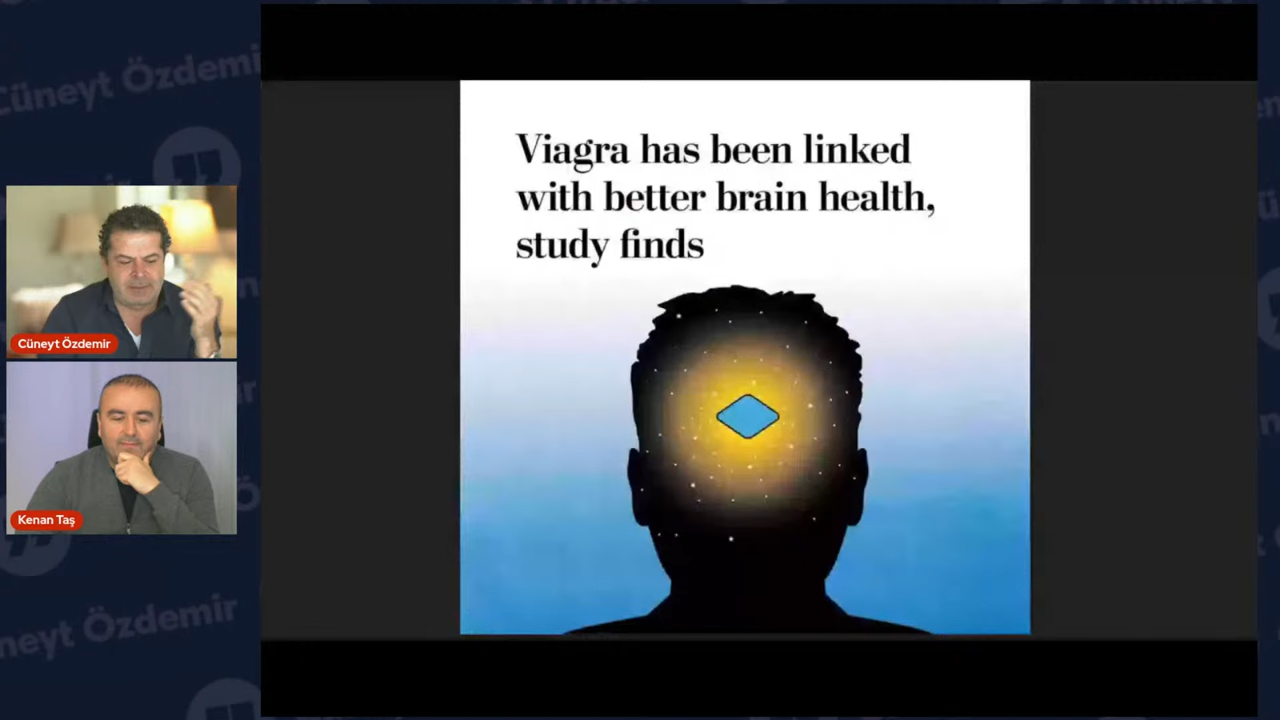 Cüneyt Özdemir
Viagra has been linked
with better brain health,
study finds
Cüneyt Özdemir
Kenan Taş
neyt Özdemir